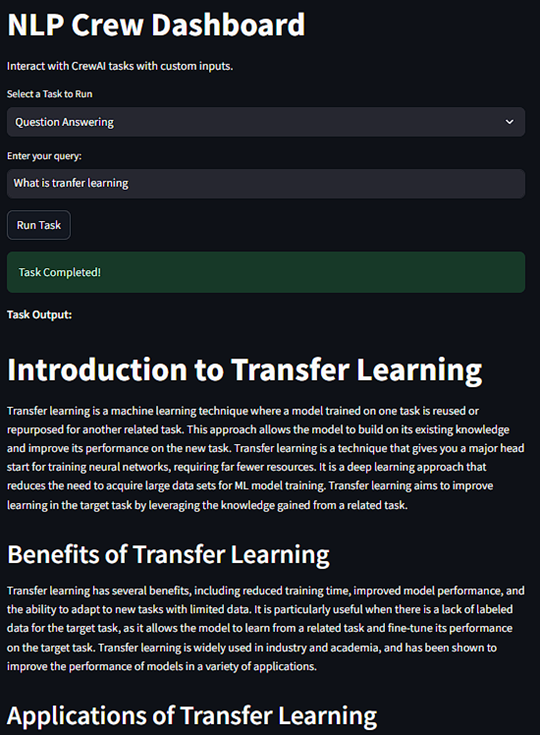 NLP Crew Dashboard
Interact with CrewAI tasks with custom inputs.
Select a Task to Run
Question Answering
Enter your query:
What is tranfer learning
Run Task
Task Completed!
Task Output:
Introduction to Transfer Learning
Transfer learning is a machine learning technique where a model trained on one task is reused or
repurposed for another related task. This approach allows the model to build on its existing knowledge
and improve its performance on the new task. Transfer learning is a technique that gives you a major head
start for training neural networks, requiring far fewer resources. It is a deep learning approach that
reduces the need to acquire large data sets for ML model training. Transfer learning aims to improve
learning in the target task by leveraging the knowledge gained from a related task.
Benefits of Transfer Learning
Transfer learning has several benefits, including reduced training time, improved model performance, and
the ability to adapt to new tasks with limited data. It is particularly useful when there is a lack of labeled
data for the target task, as it allows the model to learn from a related task and fine-tune its performance
on the target task. Transfer learning is widely used in industry and academia, and has been shown to
improve the performance of models in a variety of applications.
Applications of Transfer Learning